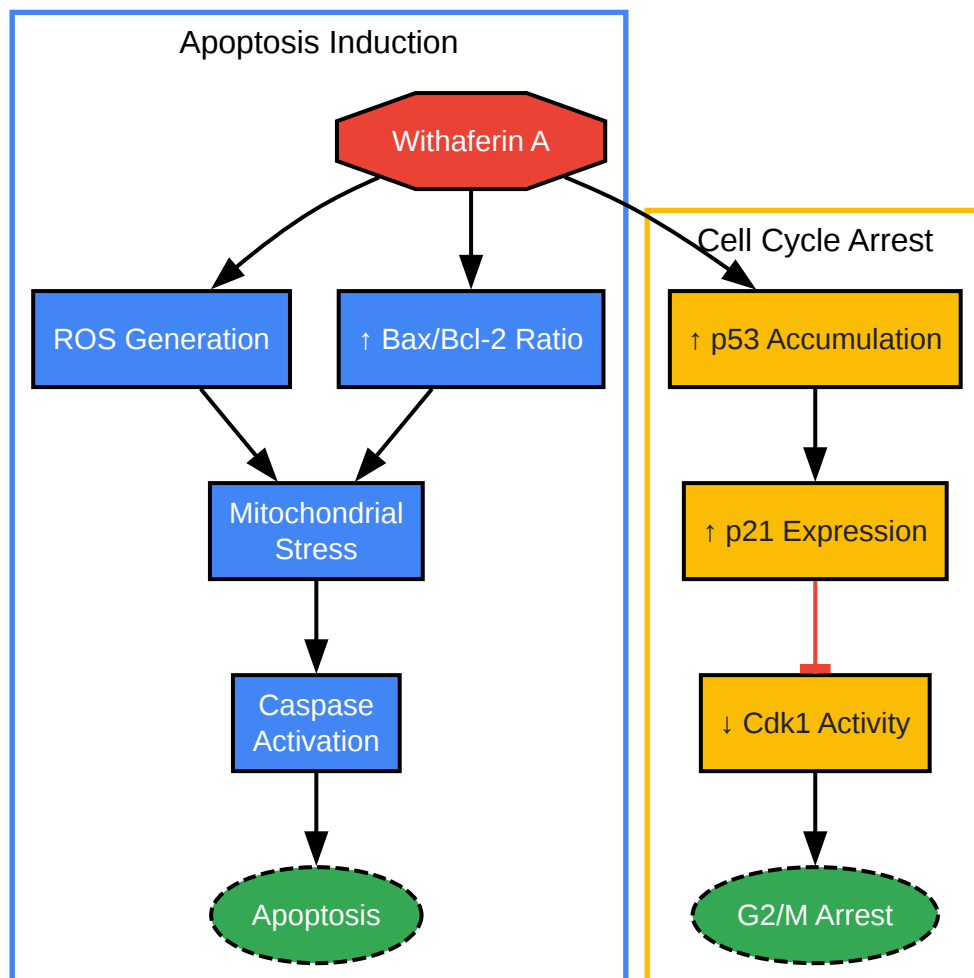 Apoptosis Induction
Withaferin A
Cell Cycle Arrest
ROS Generation
↑ Bax/Bcl-2 Ratio
↑ p53 Accumulation
Mitochondrial
Stress
↑ p21 Expression
Caspase
Activation
↓ Cdk1 Activity
Apoptosis
G2/M Arrest